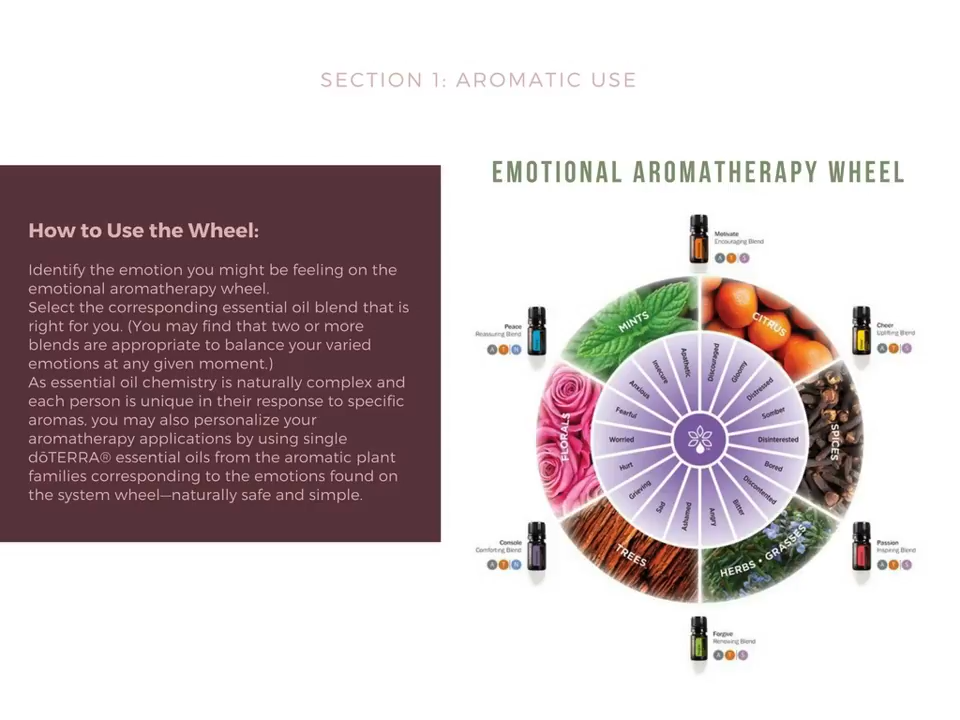 SECTION 1: AROMATIC USE
EMOTIONAL AROMATHERAPY WHEEL
How to Use the Wheel:
Identify the emotion you might be feeling on the
emotional aromatherapy wheel.
Select the corresponding essential oil blend that is
right for you. (You may find that two or more
blends are appropriate to balance your varied
emotions at any given moment.)
As essential oil chemistry is naturally complex and
each person is unique in their response to specific
aromas, you may also personalize your
aromatherapy applications by using single
dōTERRA® essential oils from the aromatic plant
families corresponding to the emotions found on
the system wheel—naturally safe and simple.
Motivate
Encouraging Blend
A T S
Cheer
Uplifting Blend
A T S
Passion
Inspiring Blend
A T S
Forgive
Renewing Blend
A T S
Console
Comforting Blend
A T N
Peace
Reassuring Blend
A T N
MINTS
CITRUS
SPICES
HERBS • GRASSES
TREES
FLORALS
Discouraged
Gloomy
Distressed
Somber
Disinterested
Bored
Discontented
Bitter
Angry
Ashamed
Sad
Grieving
Hurt
Worried
Fearful
Anxious
Insecure
Apathetic